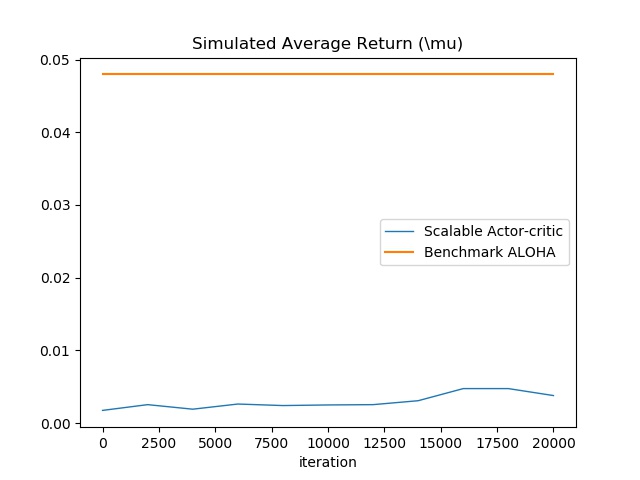 Simulated Average Return (\mu)
0.05
0.04
0.03
0.02
0.01
0.00
Scalable Actor-critic
Benchmark ALOHA
0 2500 5000 7500 10000 12500 15000 17500 20000
iteration